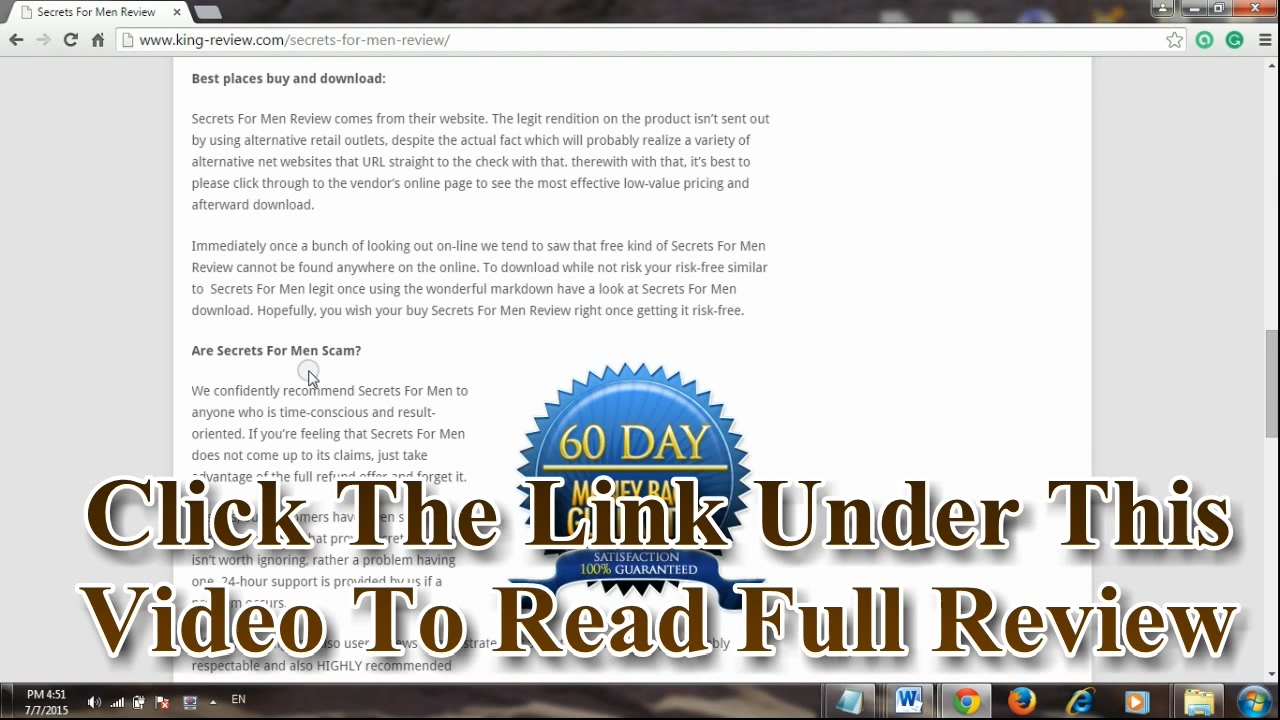 Secrets For Men Review
www.king-review.com/secrets-for-men-review/
Best places buy and download:
Secrets For Men Review comes from their website. The legit rendition on the product isn't sent out
by using alternative retail outlets, despite the actual fact which will probably realize a variety of
alternative net websites that URL straight to the check with that. therewith with that, it's best to
please click through to the vendor's online page to see the most effective low-value pricing and
afterward download.
Immediately once a bunch of looking out on-line we tend to saw that free kind of Secrets For Men
Review cannot be found anywhere on the online. To download while not risk your risk-free similar
to Secrets For Men legit once using the wonderful markdown have a look at Secrets For Men
download. Hopefully, you wish your buy Secrets For Men Review right once getting it risk-free.
Are Secrets For Men Scam?
We confidently recommend Secrets For Men to
anyone who is time-conscious and result-
oriented. If you're feeling that Secrets For Men
does not come up to its claims, just take
advantage of the full refund offer and forget it.
isn't worth ignoring, rather a problem having
one. 24-hour support is provided by us if a
occurs.
respectable and also HIGHLY recommended
60 DAY
MONEY BACK
SATISFACTION
100% GUARANTEED
Click The Link Under This
Video To Read Full Review
PM 4:51
7/7/2015
EN